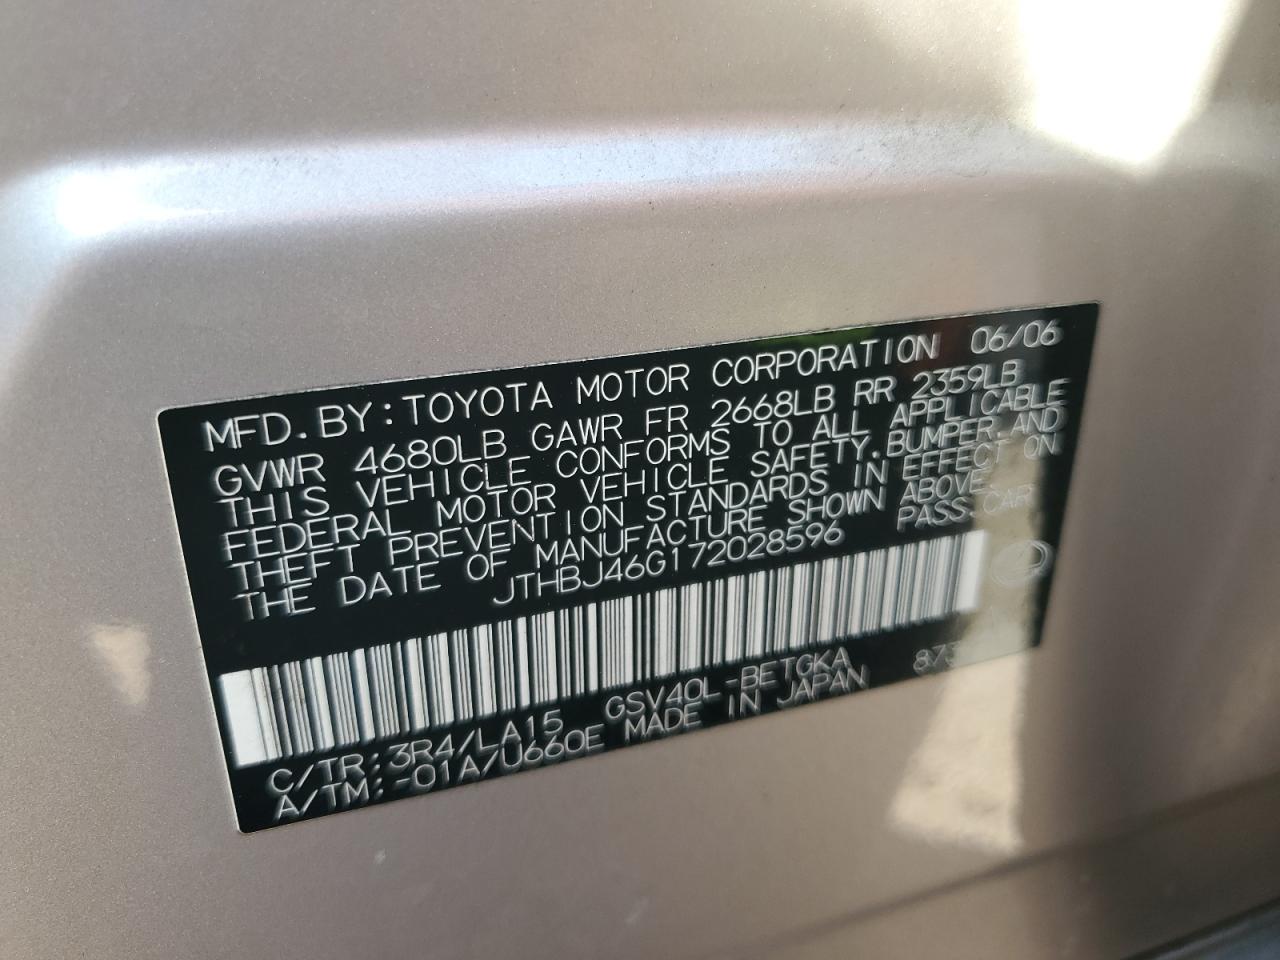 MFD. BY: TOYOTA MOTOR CORPORATION 06/06
GVWR 4680LB GAWR FR 2668LB RR 2359LB
THIS VEHICLE CONFORMS TO ALL APPLICABLE
FEDERAL MOTOR VEHICLE SAFETY, BUMPER, AND
THEFT PREVENTION STANDARDS IN EFFECT ON
THE DATE OF MANUFACTURE SHOWN ABOVE.
JTHBJ46G172028596 PASS. CAR
C/TR: 3R4/LA15 GSV40L-BETGKA
A/TM: -01A/U660E MADE IN JAPAN